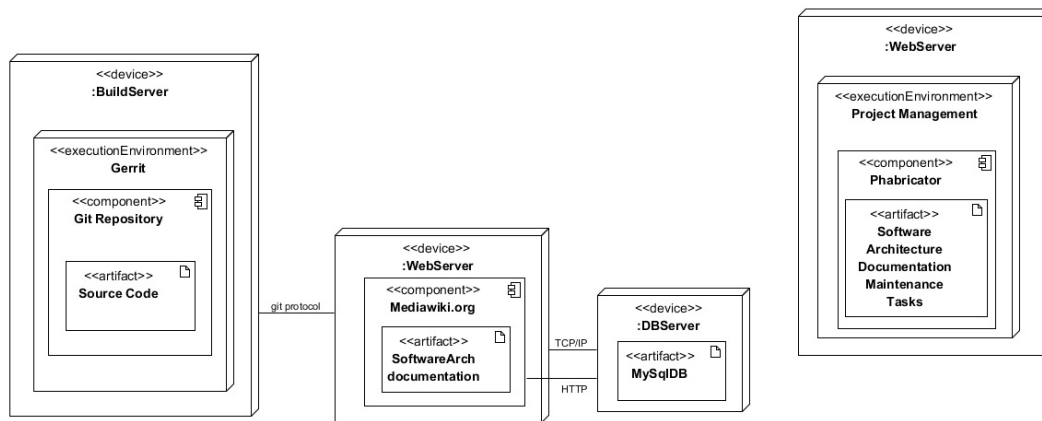 <<device>>
:BuildServer
<<executionEnvironment>>
Gerrit
<<component>>
Git Repository
<<artifact>>
Source Code
git protocol
<<device>>
:WebServer
<<component>>
Mediawiki.org
<<artifact>>
SoftwareArch
documentation
TCP/IP
HTTP
<<device>>
:DBServer
<<artifact>>
MySqlDB
<<device>>
:WebServer
<<executionEnvironment>>
Project Management
<<component>>
Phabricator
<<artifact>>
Software
Architecture
Documentation
Maintenance
Tasks